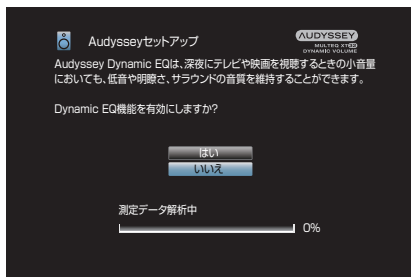 Audysseyセットアップ
AUDYSSEY
MULTEQ XT32
DYNAMIC VOLUME
Audyssey Dynamic EQは、深夜にテレビや映画を視聴するときの小音量
においても、低音や明瞭さ、サラウンドの音質を維持することができます。
Dynamic EQ機能を有効にしますか?
はい
いいえ
測定データ解析中
0%